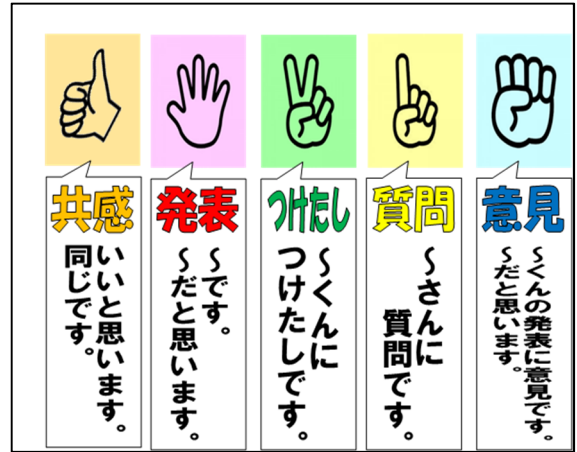 共感
いいと思います。
同じです。
発表
～です。
～だと思います。
つけたし
～くんに
つけたしです。
質問
～さんに
質問です。
意見
～くんの発表に意見です。
～だと思います。